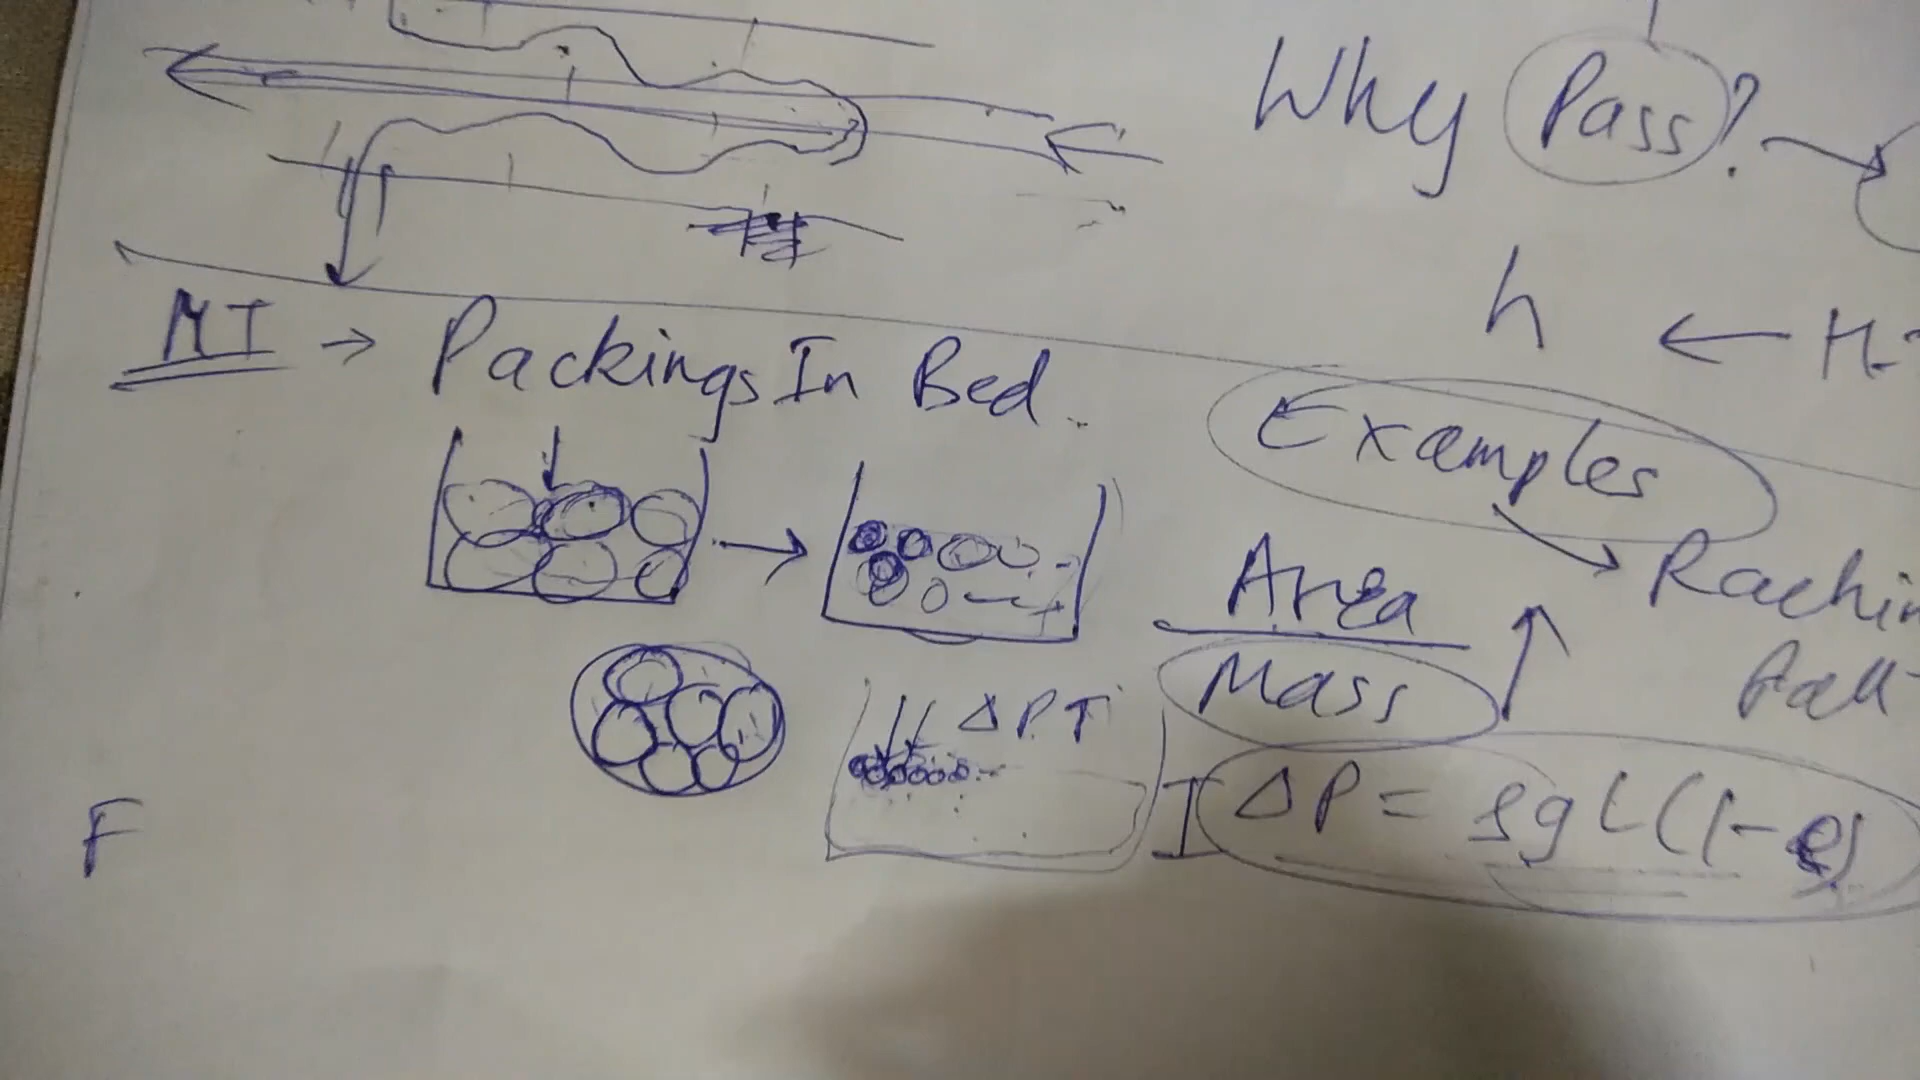 Why Pass?
h ← H-
MT → Packings In Bed.
Examples
Area
Mass
ΔP↑
ΔP = ρgL(1-e)
F